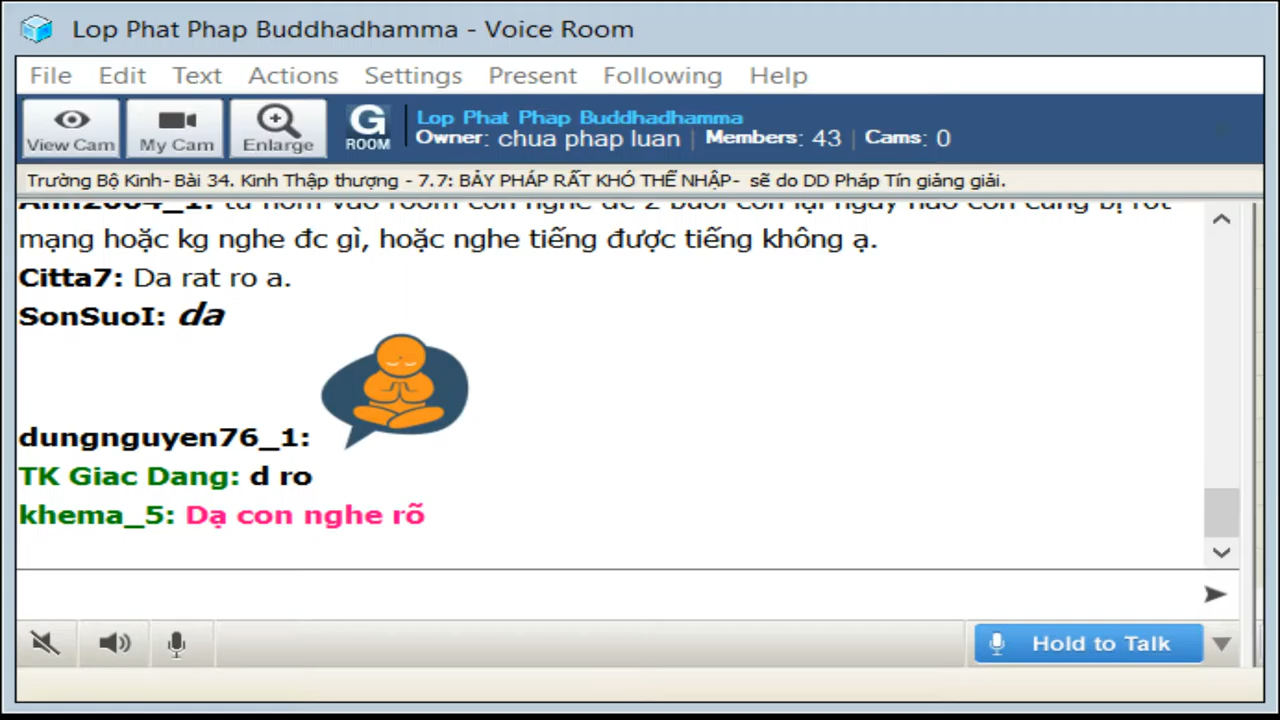 Lop Phat Phap Buddhadhamma - Voice Room
File Edit Text Actions Settings Present Following Help
View Cam My Cam Enlarge G ROOM Lop Phat Phap Buddhadhamma
Owner: chua phap luan | Members: 43 | Cams: 0
Trường Bộ Kinh- Bài 34. Kinh Thập thượng - 7.7: BẢY PHÁP RẤT KHÓ THỂ NHẬP- sẽ do DD Pháp Tín giảng giải.
mạng hoặc kg nghe đc gì, hoặc nghe tiếng được tiếng không ạ.
Citta7: Da rat ro a.
SonSuoI: da
dungnguyen76_1:
TK Giac Dang: d ro
khema_5: Dạ con nghe rõ
Hold to Talk